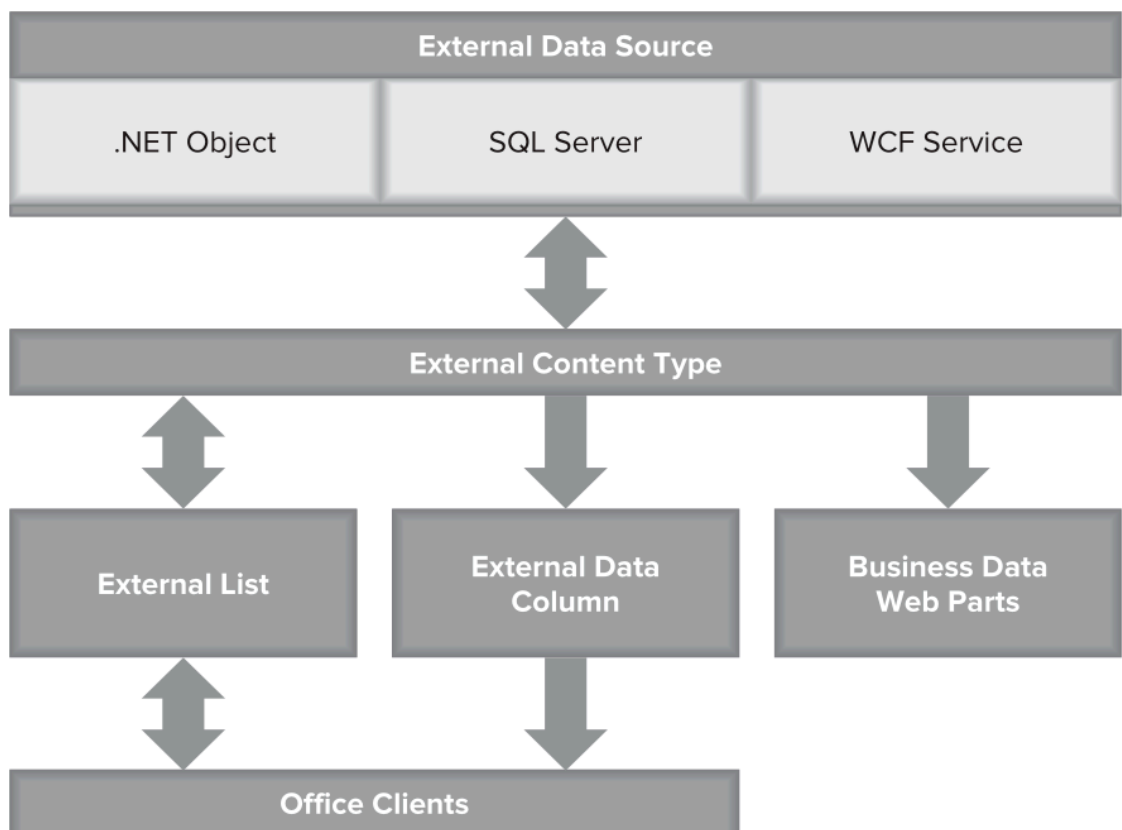 External Data Source
.NET Object
SQL Server
WCF Service
External Content Type
External List
External Data
Column
Business Data
Web Parts
Office Clients